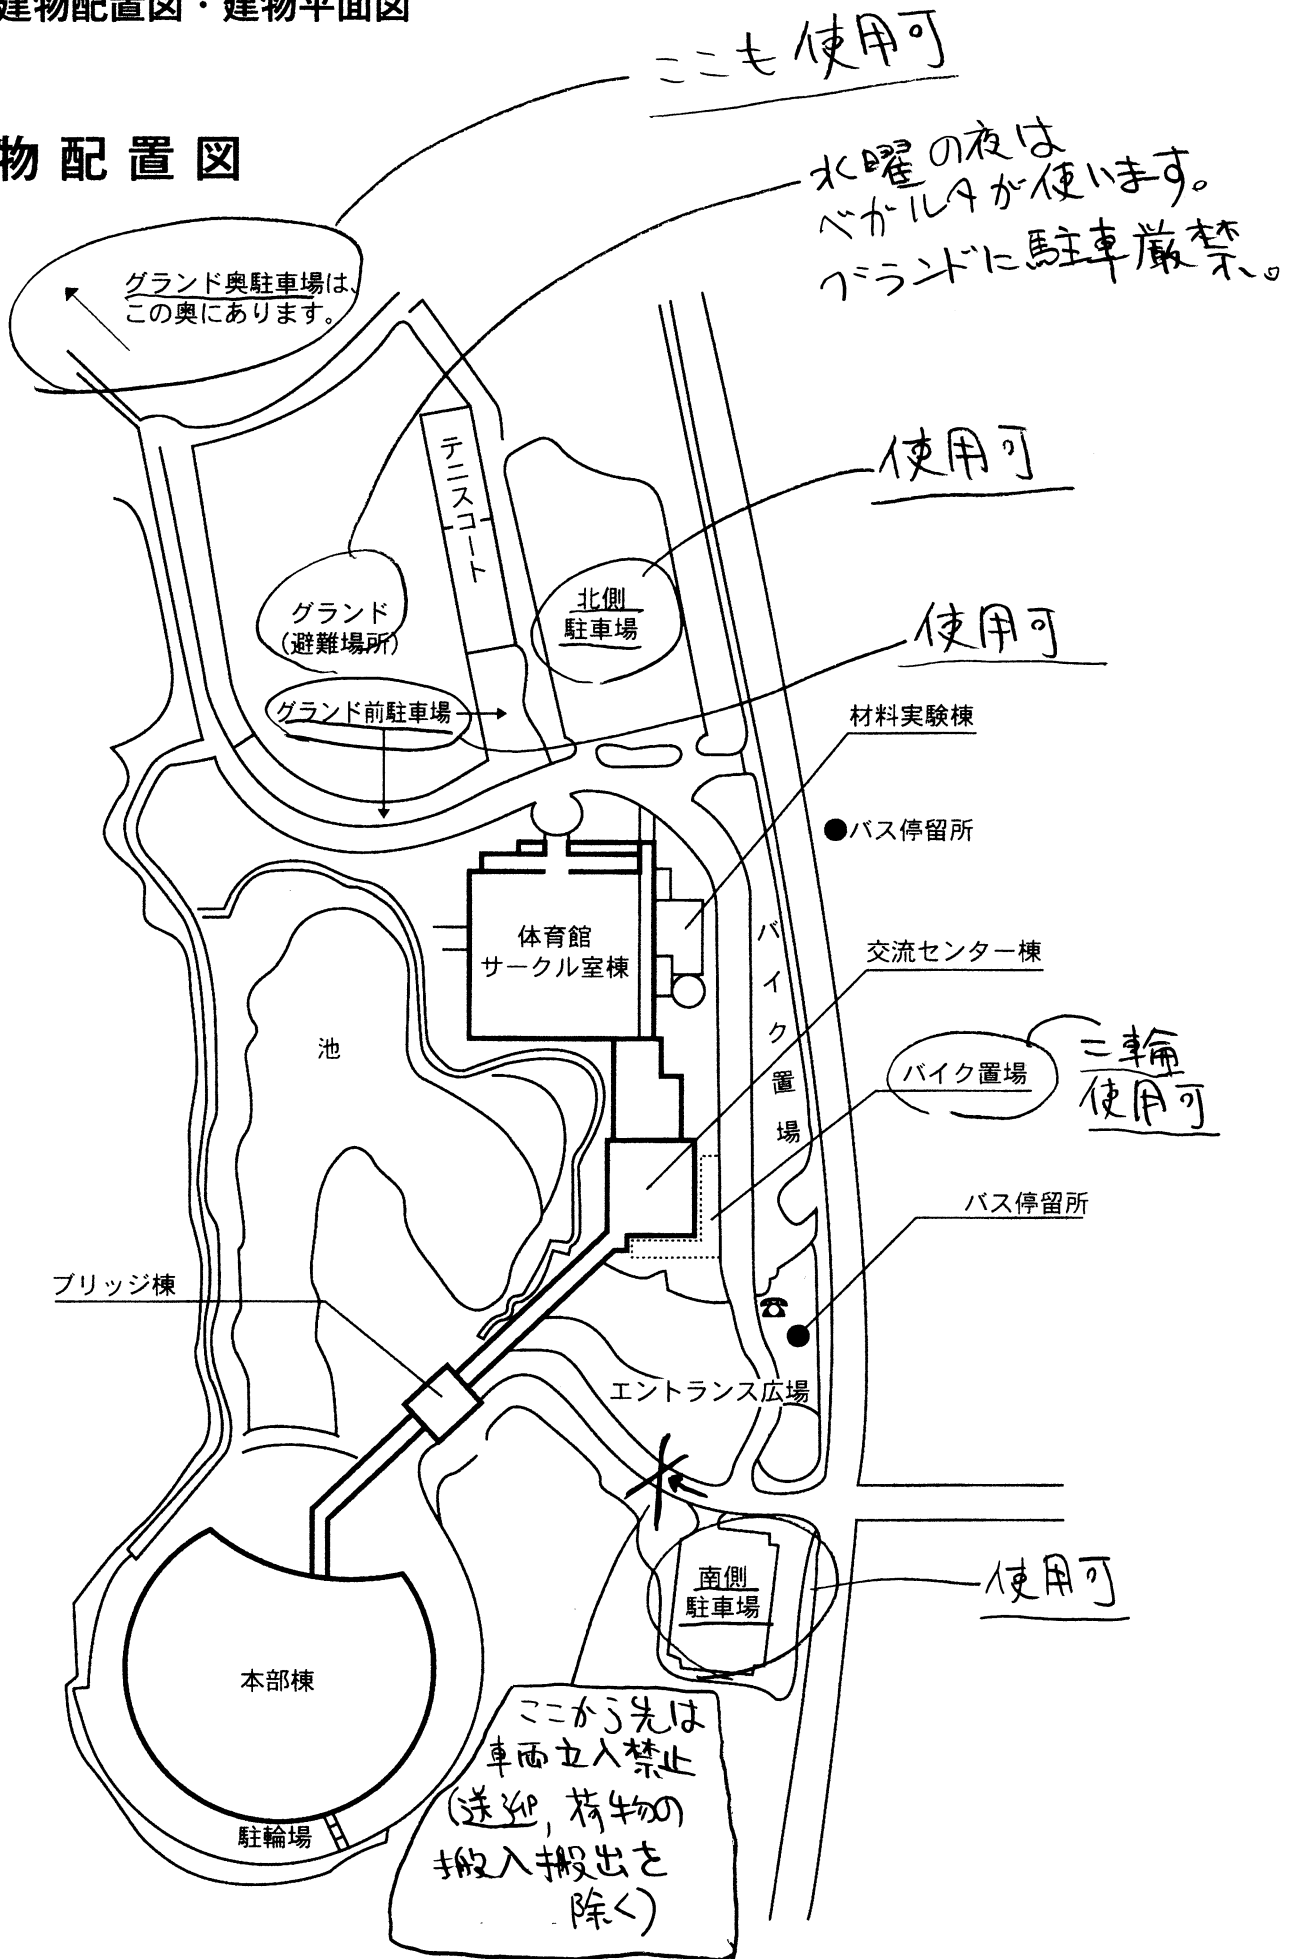 建物配置図・建物平面図
ここも使用可
物配置図
水曜の夜は
ベガルタが使います。
グランドに駐車厳禁。
グランド奥駐車場は、
この奥にあります。
テニスコート
使用可
グランド
(避難場所)
北側
駐車場
使用可
グランド前駐車場
材料実験棟
バス停留所
体育館
サークル室棟
バイク置場
交流センター棟
池
バイク置場
二輪
使用可
バス停留所
ブリッジ棟
エントランス広場
南側
駐車場
使用可
本部棟
駐輪場
ここから先は
車両立入禁止
(送迎,荷物の
搬入搬出を
除く)